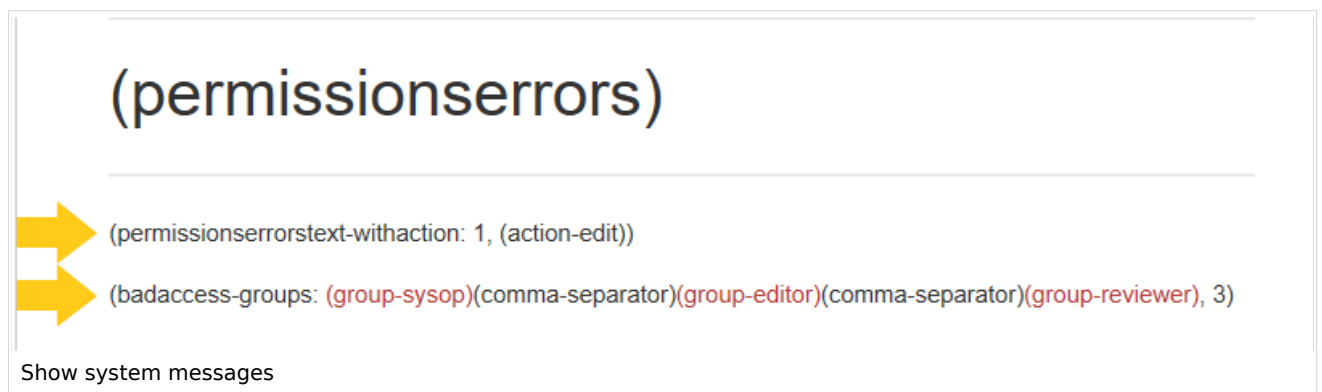 (permissionserrors)
(permissionserrorstext-withaction: 1, (action-edit))
(badaccess-groups: (group-sysop)(comma-separator)(group-editor)(comma-separator)(group-reviewer), 3)
Show system messages